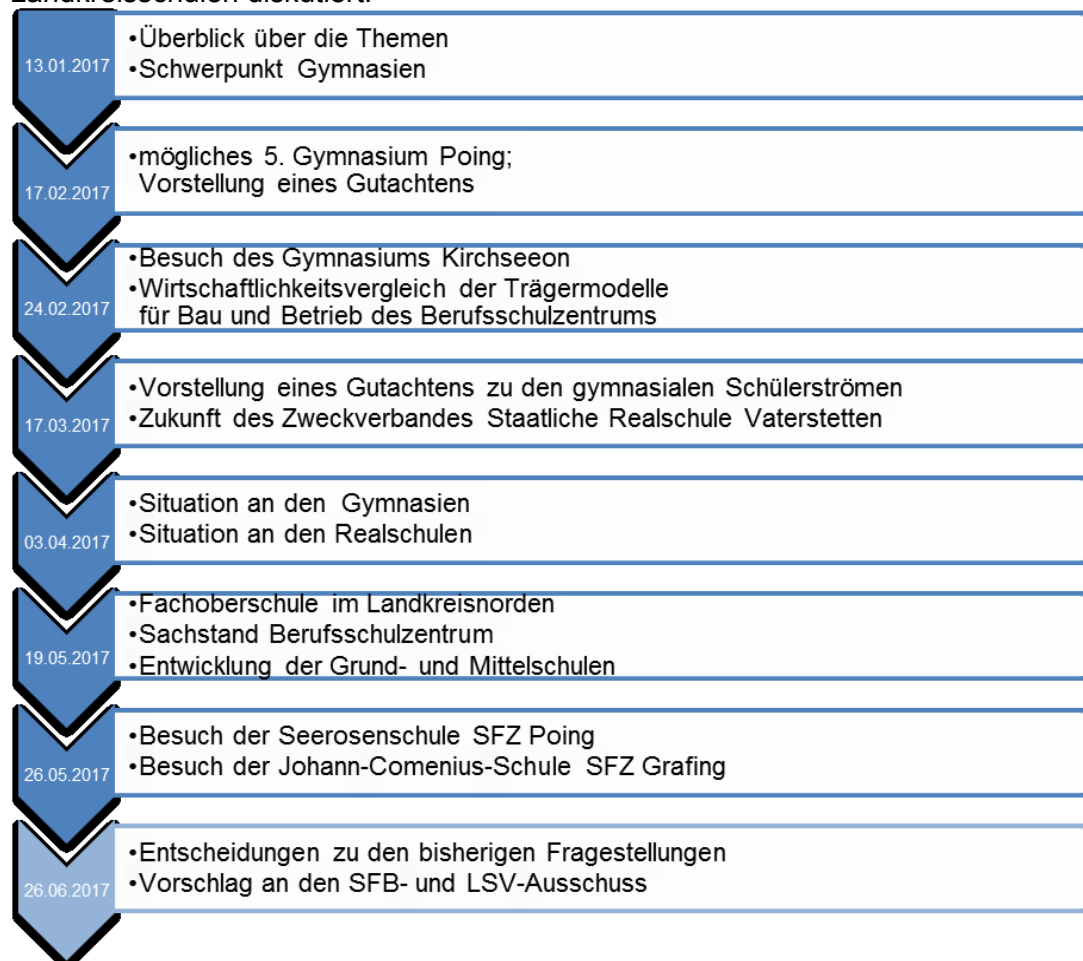 Landkreisschulen diskutiert.
13.01.2017
•Überblick über die Themen
•Schwerpunkt Gymnasien
17.02.2017
•mögliches 5. Gymnasium Poing;
Vorstellung eines Gutachtens
24.02.2017
•Besuch des Gymnasiums Kirchseeon
•Wirtschaftlichkeitsvergleich der Trägermodelle
für Bau und Betrieb des Berufsschulzentrums
17.03.2017
•Vorstellung eines Gutachtens zu den gymnasialen Schülerströmen
•Zukunft des Zweckverbandes Staatliche Realschule Vaterstetten
03.04.2017
•Situation an den Gymnasien
•Situation an den Realschulen
19.05.2017
•Fachoberschule im Landkreisnorden
•Sachstand Berufsschulzentrum
•Entwicklung der Grund- und Mittelschulen
26.05.2017
•Besuch der Seerosenschule SFZ Poing
•Besuch der Johann-Comenius-Schule SFZ Grafing
26.06.2017
•Entscheidungen zu den bisherigen Fragestellungen
•Vorschlag an den SFB- und LSV-Ausschuss